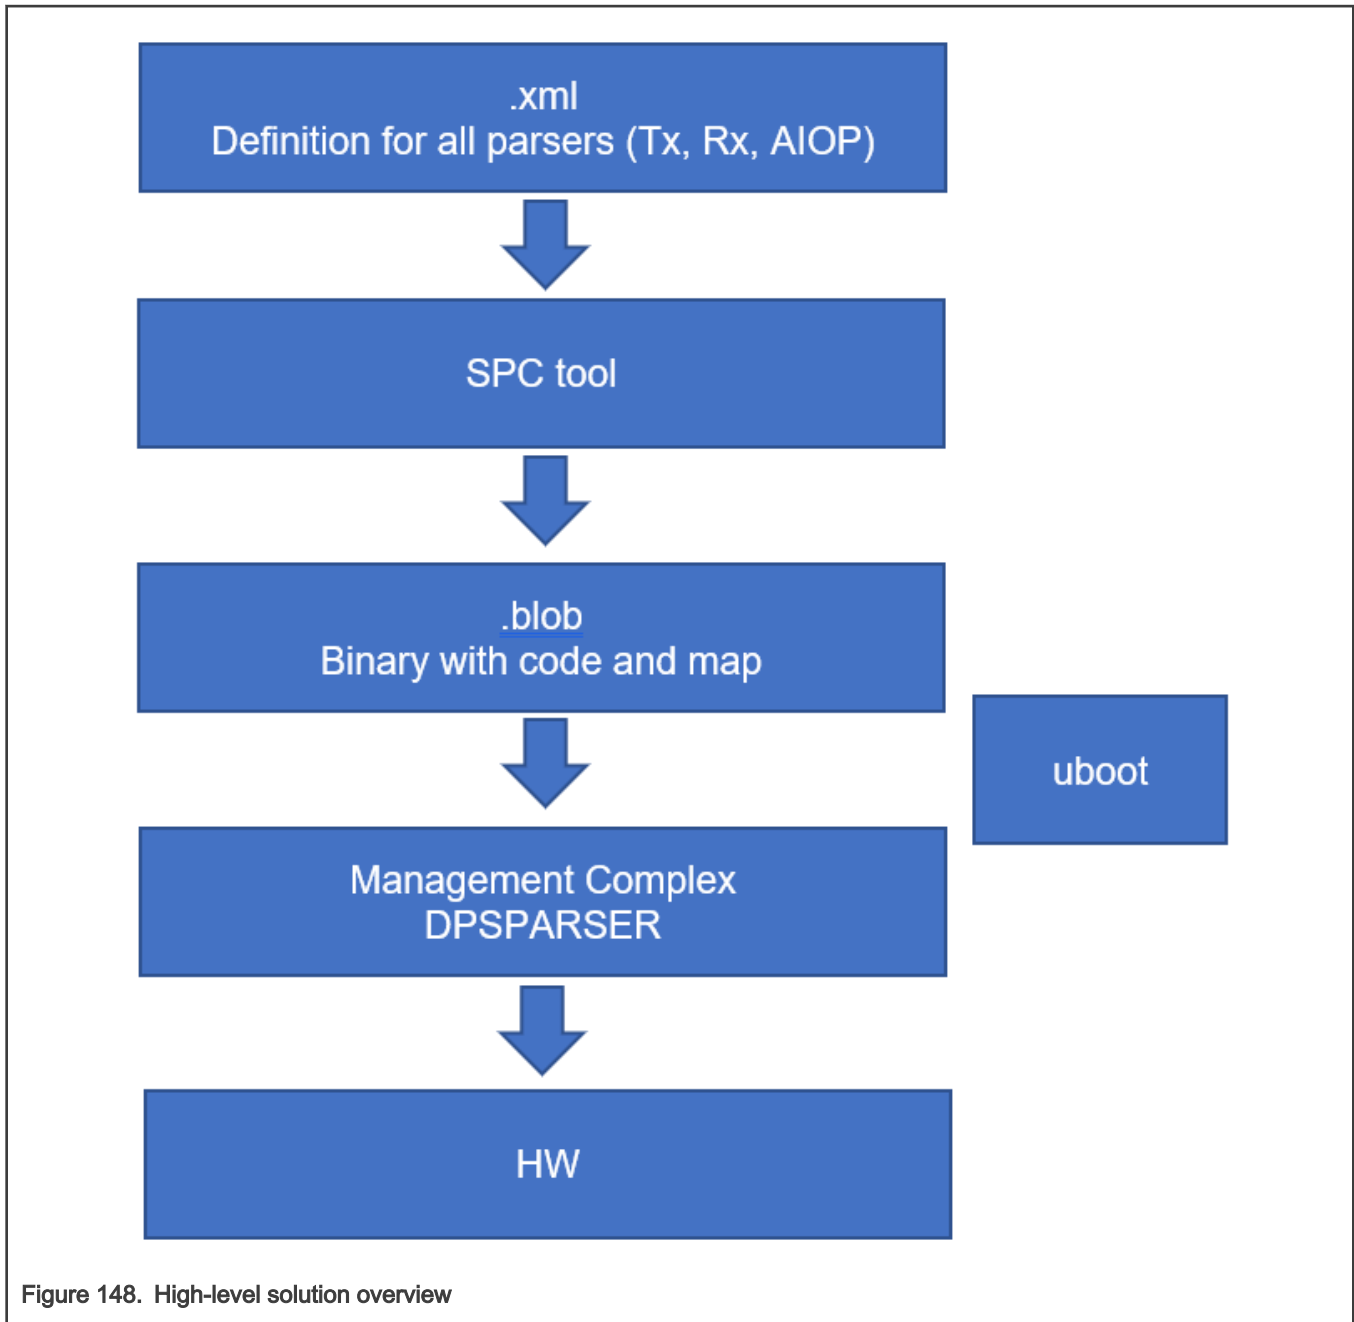 .xml
Definition for all parsers (Tx, Rx, AIOP)
SPC tool
.blob
Binary with code and map
uboot
Management Complex
DPSPARSER
HW
Figure 148. High-level solution overview